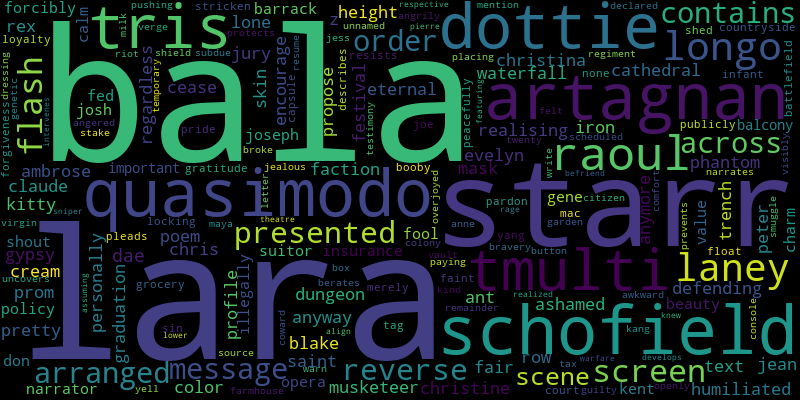 forcibly tris milk pushing stricken respective pierre mention declared dottie contains
rex calm verge lone barrack z height angrily unnamed order longo shed countryside
loyalty bala riot shield subdue jury protects jess placing christina regiment
flash dressing genetic forgiveness intervenes regardless temporary cease skin encourage capsule resume propose describes festival resists eternal waterfall none cathedral infant battlefield
fed josh angered stake pride joseph broke testimony joe peacefully featuring artagnan felt
twenty realising iron scheduled publicly balcony visibly
ambrose important gratitude jealous faction booby evelyn mask raoul across phantom narrates
claude kitty quasimodo letter overjoyed starr write befriend gene citizen mac garden anymore comfort prevents trench value peter smuggle charm
virgin sniper locking maya theatre anne pardon rage
shout pleads poem presented fool colony yang bravery button float
gypsy lara dae chris suitor insurance vault paying faint kind tmulti laney console
uncovers cream personally assuming graduation grocery profile illegally box berates merely dungeon remainder realized awkward defending
prom policy sin tag ant ashamed beauty
pretty lower yell source coward align anyway blake schofield kang knew
don arranged message warn saint reverse fair row tax warfare develops text jean
narrator color farmhouse opera musketeer christine scene court guilty screen kent openly humiliated